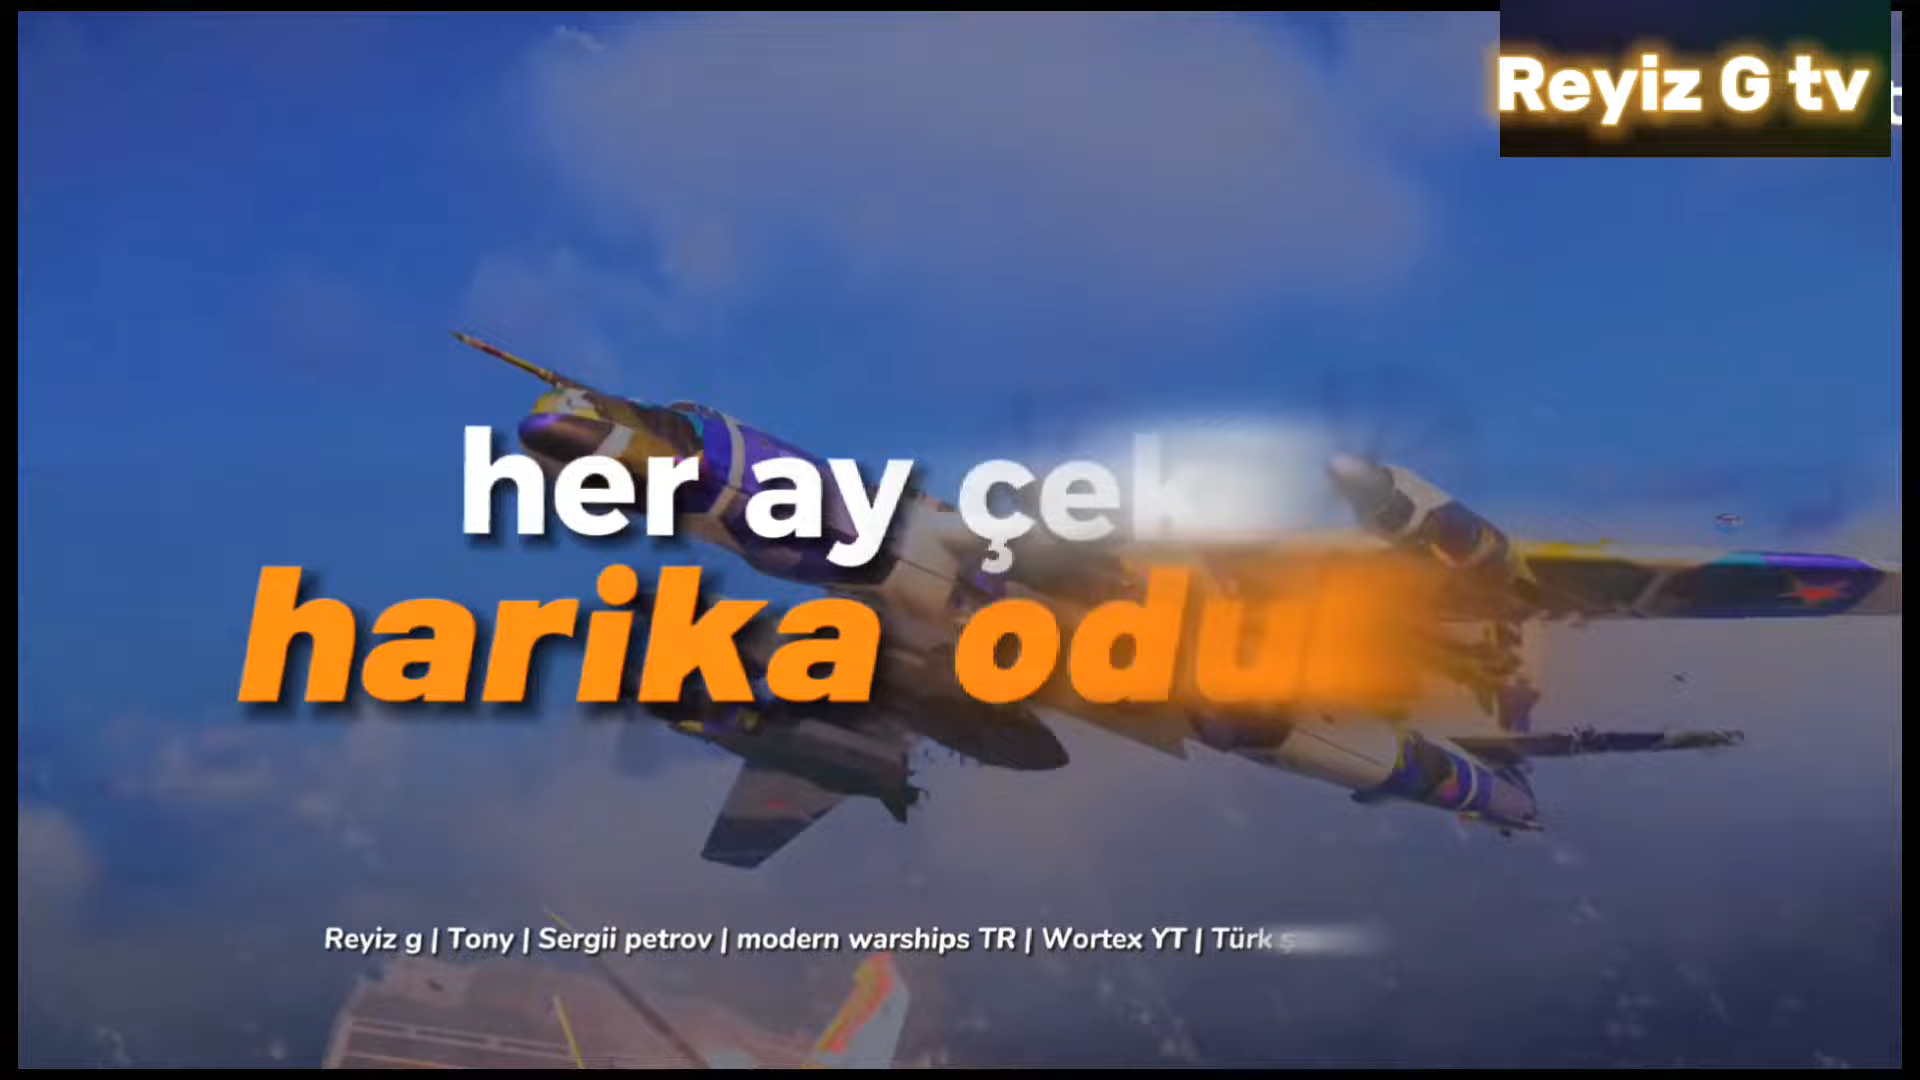 Reyiz G tv
her ay
harika
Reyiz g | Tony | Sergii petrov | modern warships TR | Wortex YT | Türk